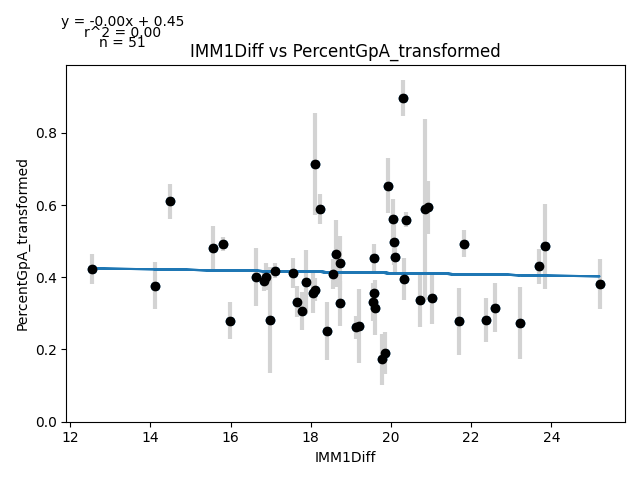 y = -0.00x + 0.45
r^2 = 0.00
n = 51
IMM1Diff vs PercentGpA_transformed
PercentGpA_transformed
0.8
0.6
0.4
0.2
0.0
12 14 16 18 20 22 24
IMM1Diff